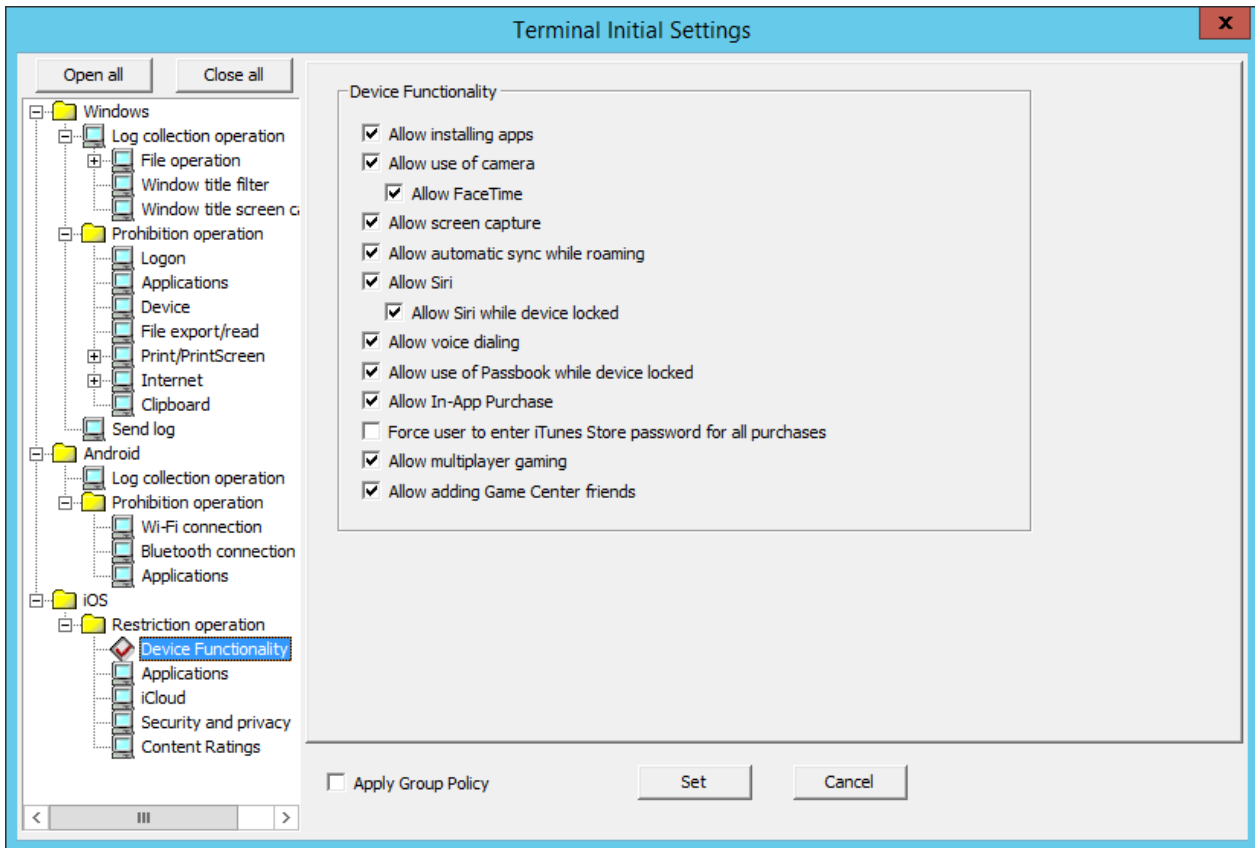 Terminal Initial Settings
x
Open all
Close all
Windows
Log collection operation
File operation
Window title filter
Window title screen ca
Prohibition operation
Logon
Applications
Device
File export/read
Print/PrintScreen
Internet
Clipboard
Send log
Android
Log collection operation
Prohibition operation
Wi-Fi connection
Bluetooth connection
Applications
iOS
Restriction operation
Device Functionality
Applications
iCloud
Security and privacy
Content Ratings
Device Functionality
Allow installing apps
Allow use of camera
Allow FaceTime
Allow screen capture
Allow automatic sync while roaming
Allow Siri
Allow Siri while device locked
Allow voice dialing
Allow use of Passbook while device locked
Allow In-App Purchase
Force user to enter iTunes Store password for all purchases
Allow multiplayer gaming
Allow adding Game Center friends
Apply Group Policy
Set
Cancel